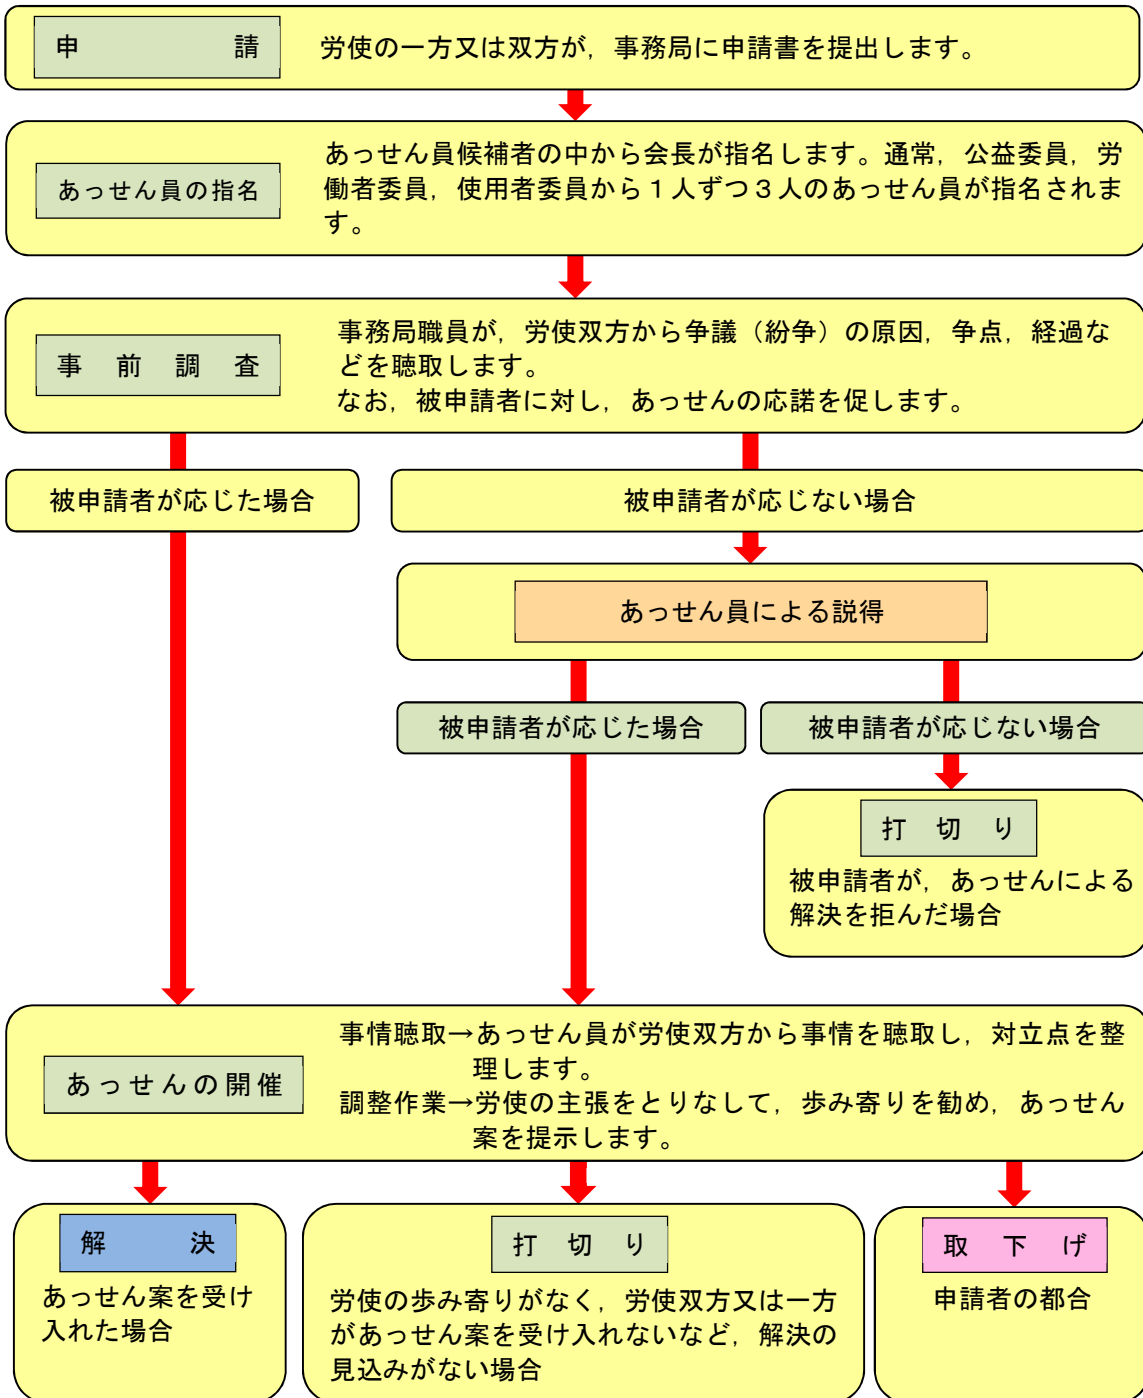 申請
労使の一方又は双方が，事務局に申請書を提出します。
あっせん員の指名
あっせん員候補者の中から会長が指名します。通常，公益委員，労
働者委員，使用者委員から１人ずつ３人のあっせん員が指名されま
す。
事前調査
事務局職員が，労使双方から争議（紛争）の原因，争点，経過な
どを聴取します。
なお，被申請者に対し，あっせんの応諾を促します。
被申請者が応じた場合
被申請者が応じない場合
あっせん員による説得
被申請者が応じた場合
被申請者が応じない場合
打切り
被申請者が，あっせんによる
解決を拒んだ場合
あっせんの開催
事情聴取→あっせん員が労使双方から事情を聴取し，対立点を整
理します。
調整作業→労使の主張をとりなして，歩み寄りを勧め，あっせん
案を提示します。
解決
あっせん案を受け
入れた場合
打切り
労使の歩み寄りがなく，労使双方又は一方
があっせん案を受け入れないなど，解決の
見込みがない場合
取下げ
申請者の都合